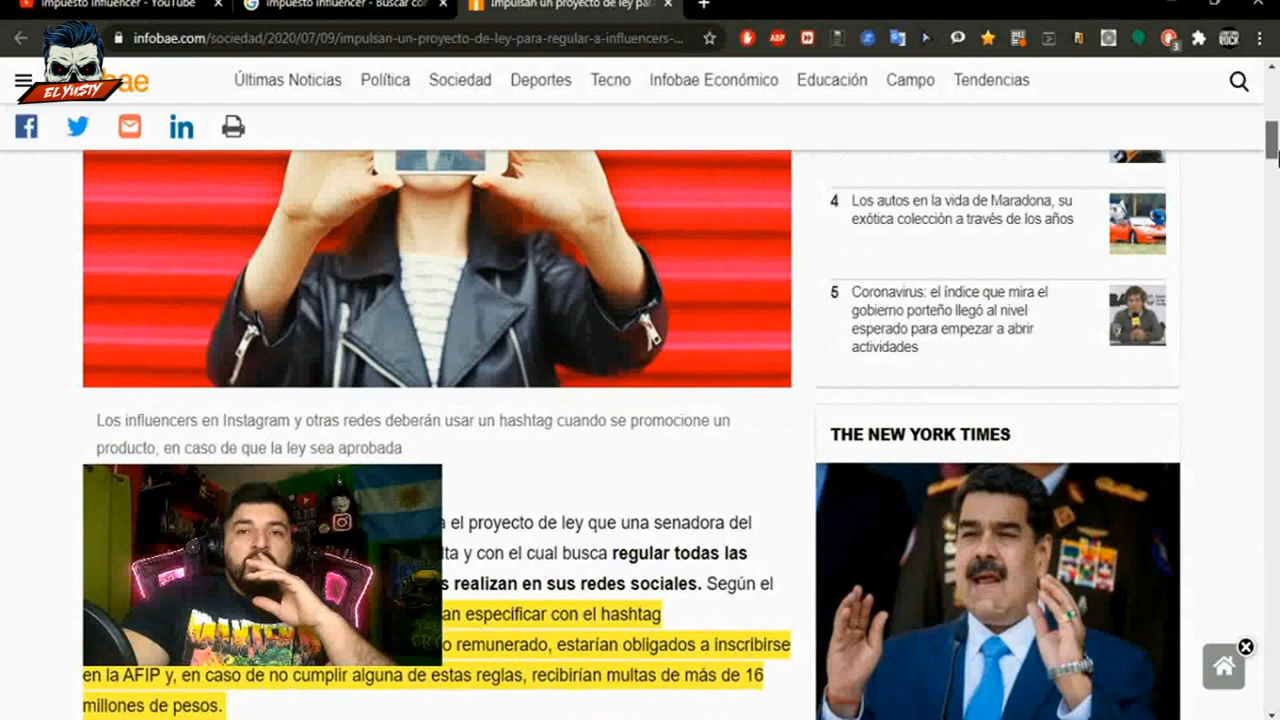 impuesto influencer - YouTube
impuesto influencer - Buscar con
Impulsan un proyecto de ley par
infobae.com/sociedad/2020/07/09/impulsan-un-proyecto-de-ley-para-regular-a-influencers-...
ABP
3
EL YUSTY
bae
Últimas Noticias
Política
Sociedad
Deportes
Tecno
Infobae Económico
Educación
Campo
Tendencias
4 Los autos en la vida de Maradona, su
exótica colección a través de los años
5 Coronavirus: el índice que mira el
gobierno porteño llegó al nivel
esperado para empezar a abrir
actividades
Los influencers en Instagram y otras redes deberán usar un hashtag cuando se promocione un
producto, en caso de que la ley sea aprobada
THE NEW YORK TIMES
a el proyecto de ley que una senadora del
lta y con el cual busca regular todas las
s realizan en sus redes sociales. Según el
an especificar con el hashtag
o remunerado, estarían obligados a inscribirse
en la AFIP y, en caso de no cumplir alguna de estas reglas, recibirían multas de más de 16
millones de pesos.